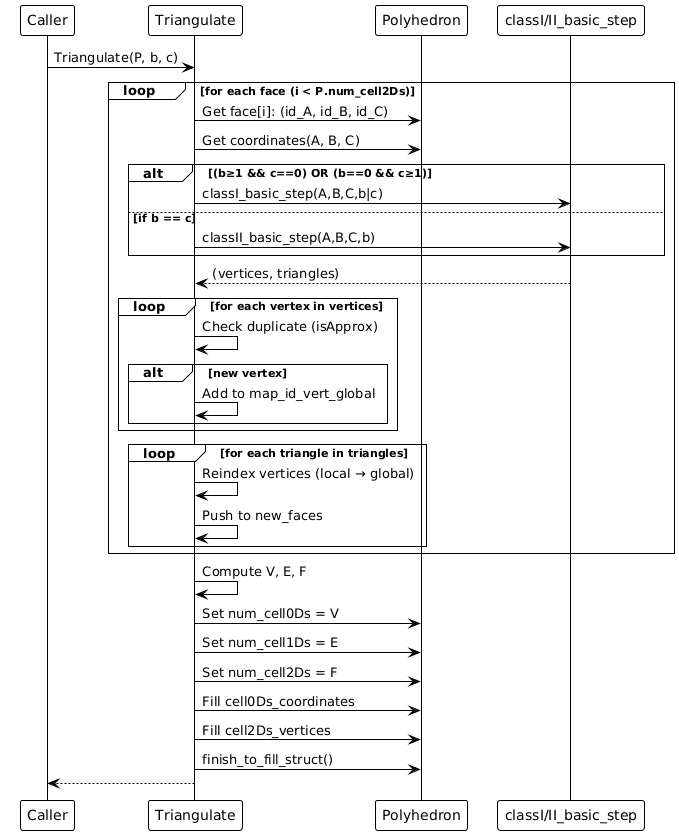 Caller Triangulate Polyhedron classI/II_basic_step
Triangulate(P, b, c)
loop [for each face (i < P.num_cell2Ds)]
Get face[i]: (id_A, id_B, id_C)
Get coordinates(A, B, C)
alt [(b≥1 && c==0) OR (b==0 && c≥1)]
classI_basic_step(A,B,C,b|c)
[if b == c]
classII_basic_step(A,B,C,b)
(vertices, triangles)
loop [for each vertex in vertices]
Check duplicate (isApprox)
alt [new vertex]
Add to map_id_vert_global
loop [for each triangle in triangles]
Reindex vertices (local → global)
Push to new_faces
Compute V, E, F
Set num_cell0Ds = V
Set num_cell1Ds = E
Set num_cell2Ds = F
Fill cell0Ds_coordinates
Fill cell2Ds_vertices
finish_to_fill_struct()
Caller Triangulate Polyhedron classI/II_basic_step